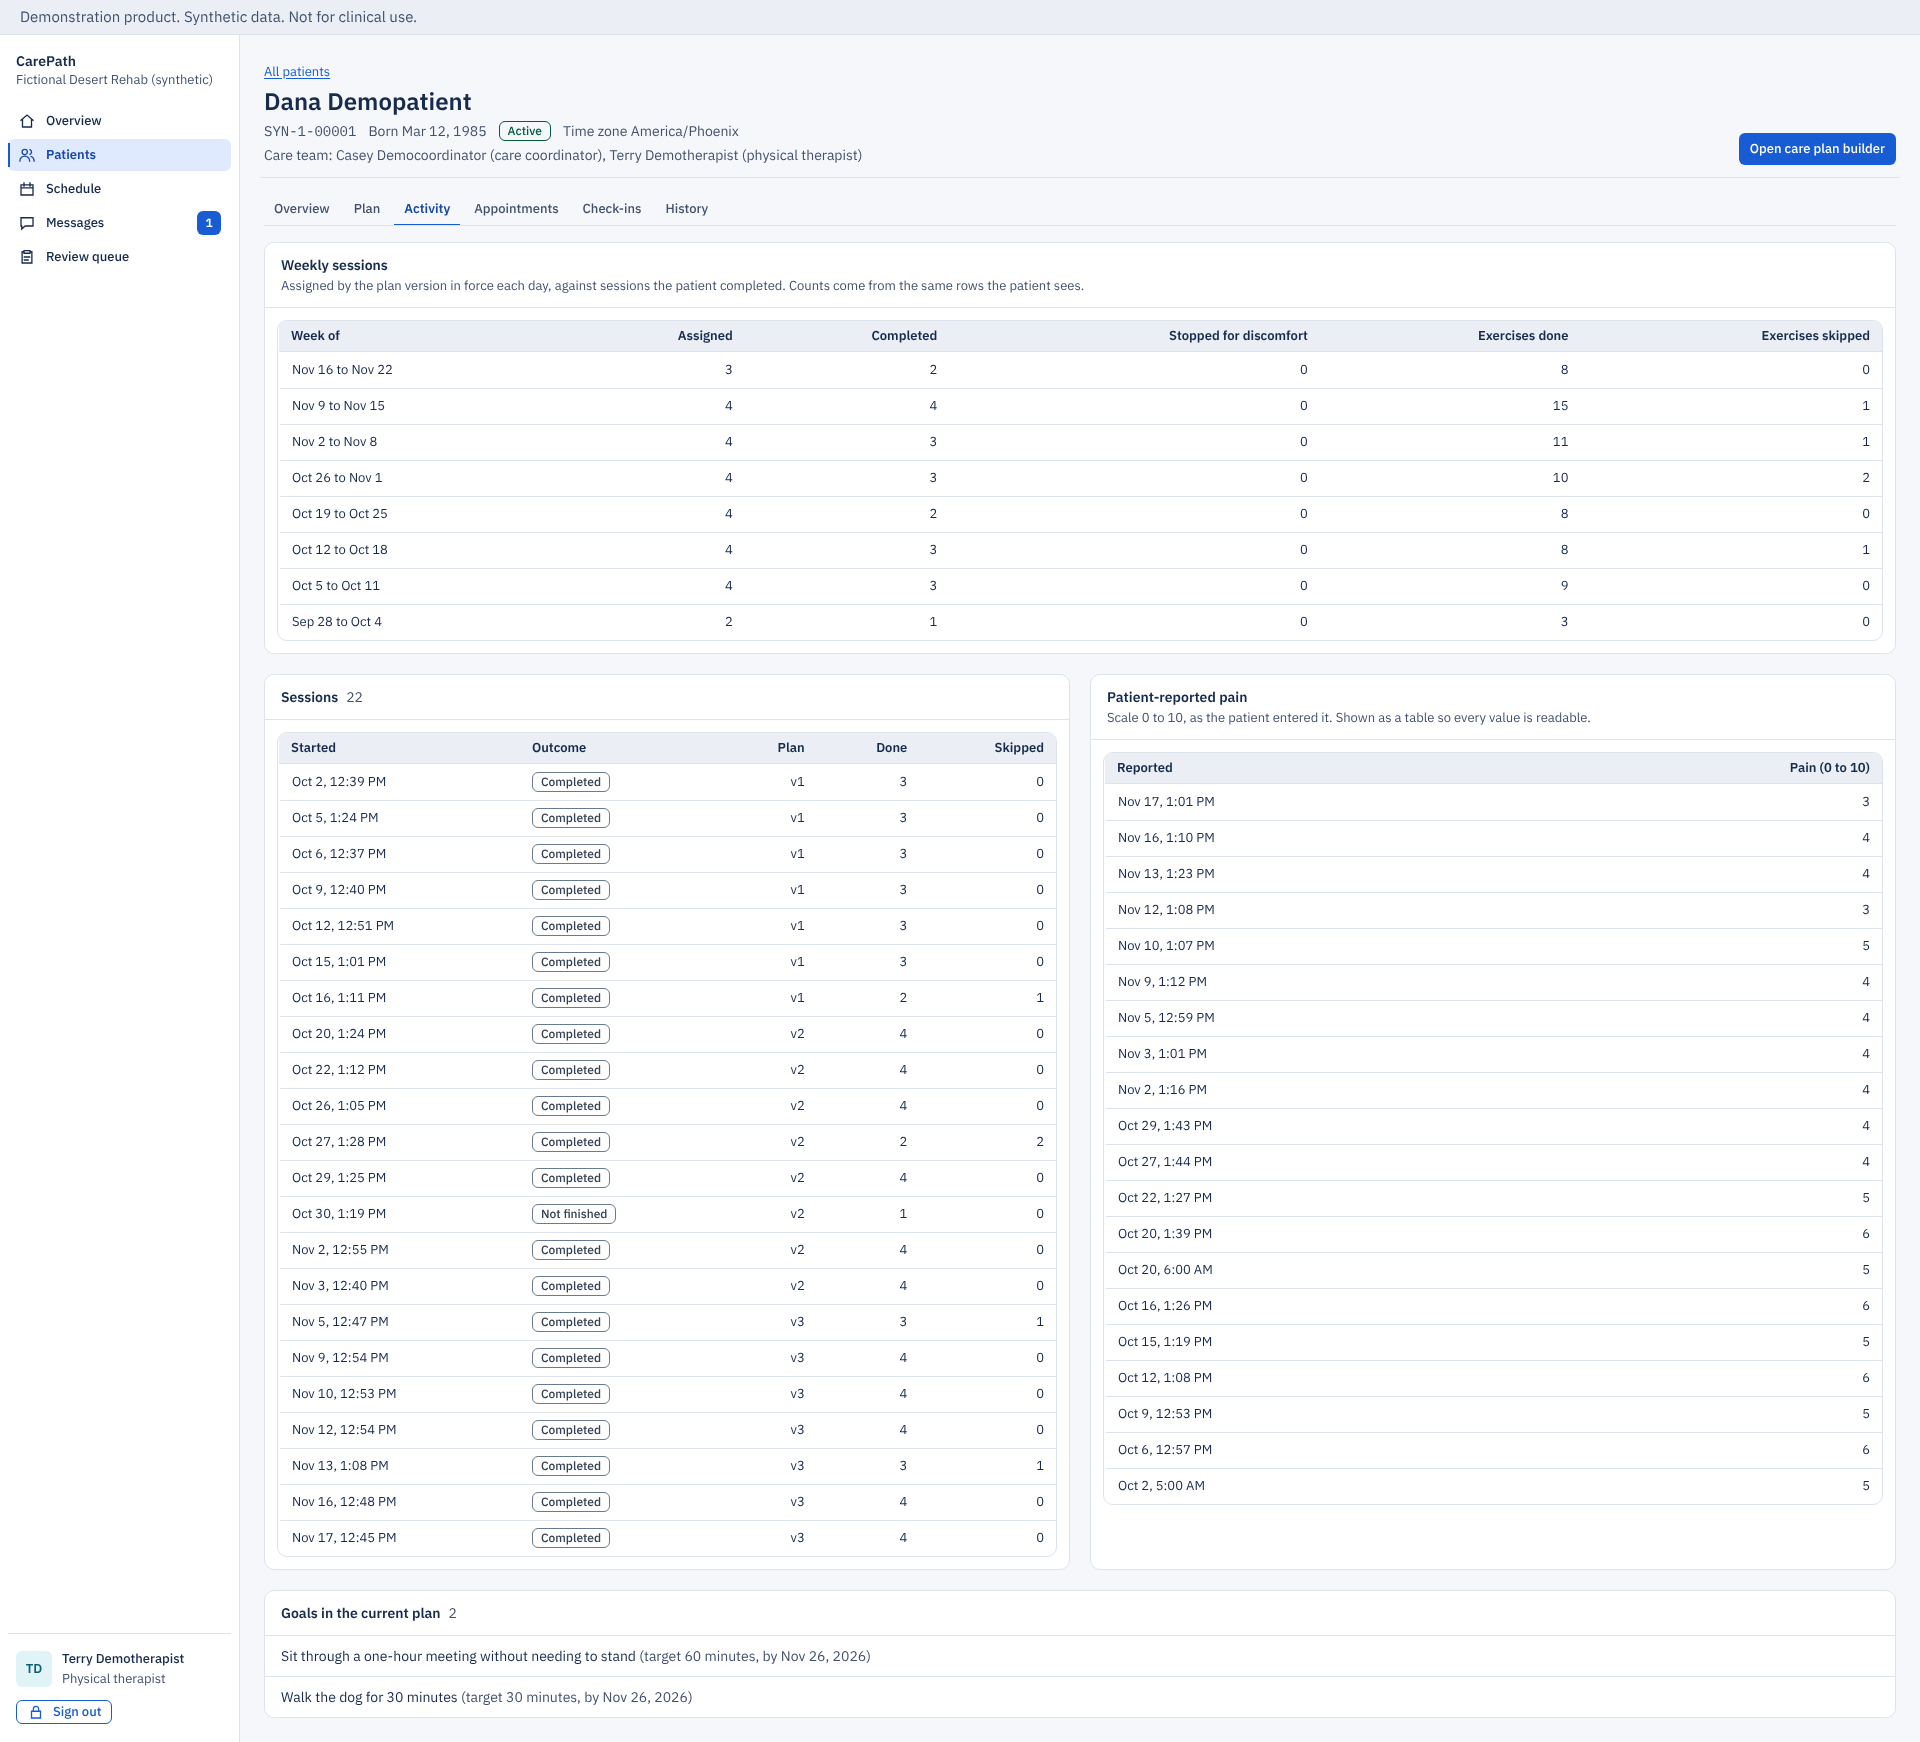 Demonstration product. Synthetic data. Not for clinical use.
CarePath
Fictional Desert Rehab (synthetic)
Overview
Patients
Schedule
Messages 1
Review queue
Terry Demotherapist
TD
Physical therapist
Sign out
All patients
Dana Demopatient
SYN-1-00001 Born Mar 12, 1985 Active Time zone America/Phoenix
Care team: Casey Democoordinator (care coordinator), Terry Demotherapist (physical therapist)
Open care plan builder
Overview Plan Activity Appointments Check-ins History
Weekly sessions
Assigned by the plan version in force each day, against sessions the patient completed. Counts come from the same rows the patient sees.
Week of Assigned Completed Stopped for discomfort Exercises done Exercises skipped
Nov 16 to Nov 22 3 2 0 8 0
Nov 9 to Nov 15 4 4 0 15 1
Nov 2 to Nov 8 4 3 0 11 1
Oct 26 to Nov 1 4 3 0 10 2
Oct 19 to Oct 25 4 2 0 8 0
Oct 12 to Oct 18 4 3 0 8 1
Oct 5 to Oct 11 4 3 0 9 0
Sep 28 to Oct 4 2 1 0 3 0
Sessions 22
Started Outcome Plan Done Skipped
Oct 2, 12:39 PM Completed v1 3 0
Oct 5, 1:24 PM Completed v1 3 0
Oct 6, 12:37 PM Completed v1 3 0
Oct 9, 12:40 PM Completed v1 3 0
Oct 12, 12:51 PM Completed v1 3 0
Oct 15, 1:01 PM Completed v1 3 0
Oct 16, 1:11 PM Completed v1 2 1
Oct 20, 1:24 PM Completed v2 4 0
Oct 22, 1:12 PM Completed v2 4 0
Oct 26, 1:05 PM Completed v2 4 0
Oct 27, 1:28 PM Completed v2 2 2
Oct 29, 1:25 PM Completed v2 4 0
Oct 30, 1:19 PM Not finished v2 1 0
Nov 2, 12:55 PM Completed v2 4 0
Nov 3, 12:40 PM Completed v2 4 0
Nov 5, 12:47 PM Completed v3 3 1
Nov 9, 12:54 PM Completed v3 4 0
Nov 10, 12:53 PM Completed v3 4 0
Nov 12, 12:54 PM Completed v3 4 0
Nov 13, 1:08 PM Completed v3 3 1
Nov 16, 12:48 PM Completed v3 4 0
Nov 17, 12:45 PM Completed v3 4 0
Patient-reported pain
Scale 0 to 10, as the patient entered it. Shown as a table so every value is readable.
Reported Pain (0 to 10)
Nov 17, 1:01 PM 3
Nov 16, 1:10 PM 4
Nov 13, 1:23 PM 4
Nov 12, 1:08 PM 3
Nov 10, 1:07 PM 5
Nov 9, 1:12 PM 4
Nov 5, 12:59 PM 4
Nov 3, 1:01 PM 4
Nov 2, 1:16 PM 4
Oct 29, 1:43 PM 4
Oct 27, 1:44 PM 4
Oct 22, 1:27 PM 5
Oct 20, 1:39 PM 6
Oct 20, 6:00 AM 5
Oct 16, 1:26 PM 6
Oct 15, 1:19 PM 5
Oct 12, 1:08 PM 6
Oct 9, 12:53 PM 5
Oct 6, 12:57 PM 6
Oct 2, 5:00 AM 5
Goals in the current plan 2
Sit through a one-hour meeting without needing to stand (target 60 minutes, by Nov 26, 2026)
Walk the dog for 30 minutes (target 30 minutes, by Nov 26, 2026)